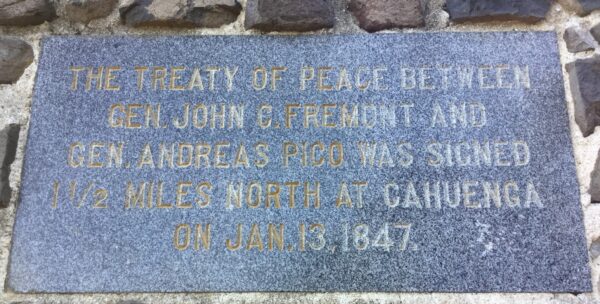 THE TREATY OF PEACE BETWEEN
GEN. JOHN C. FREMONT AND
GEN. ANDREAS PICO WAS SIGNED
1 1/2 MILES NORTH AT CAHUENGA
ON JAN. 13, 1847.